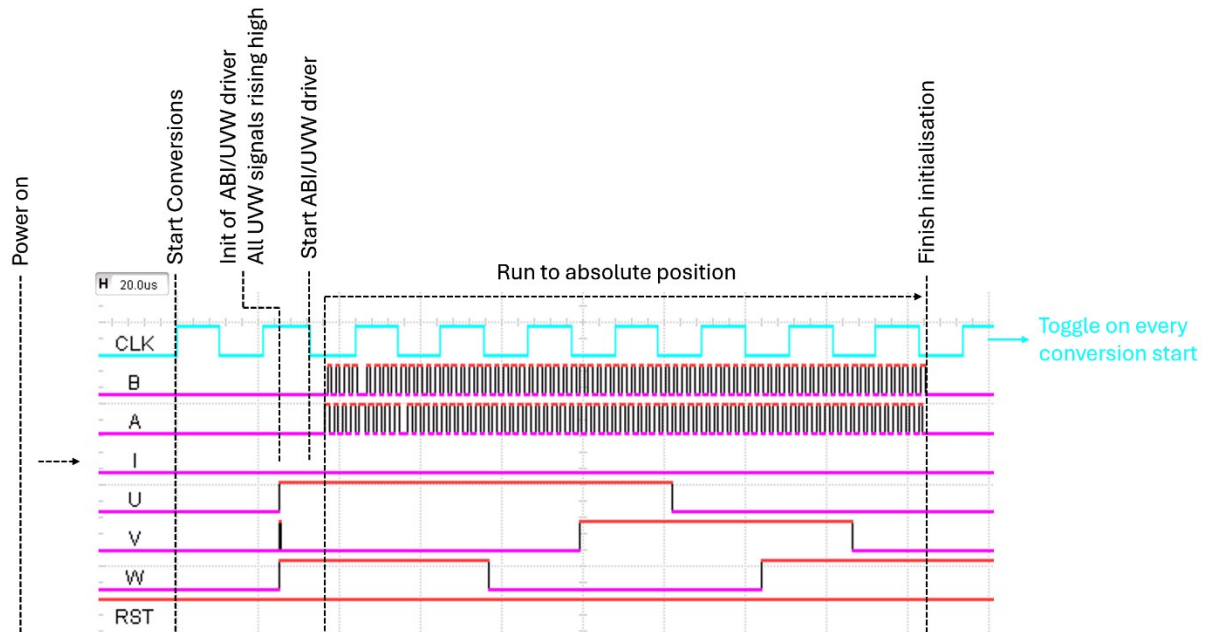 Power on
Start Conversions
Init of ABI/UVW driver
All UVW signals rising high
Start ABI/UVW driver
Finish initialisation
Run to absolute position
H 20.0us
CLK
Toggle on every
conversion start
B
A
I
U
V
W
RST